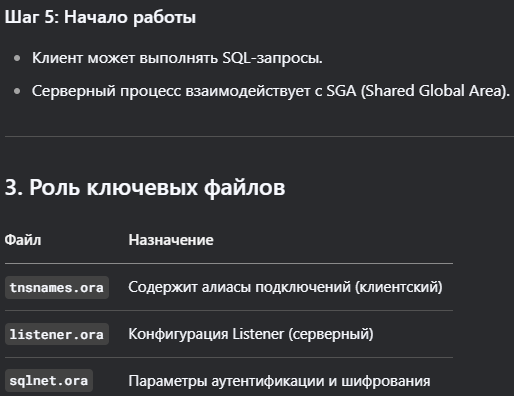 Шаг 5: Начало работы
Клиент может выполнять SQL-запросы.
Серверный процесс взаимодействует с SGA (Shared Global Area).
3. Роль ключевых файлов
Файл Назначение
tnsnames.ora Содержит алиасы подключений (клиентский)
listener.ora Конфигурация Listener (серверный)
sqlnet.ora Параметры аутентификации и шифрования